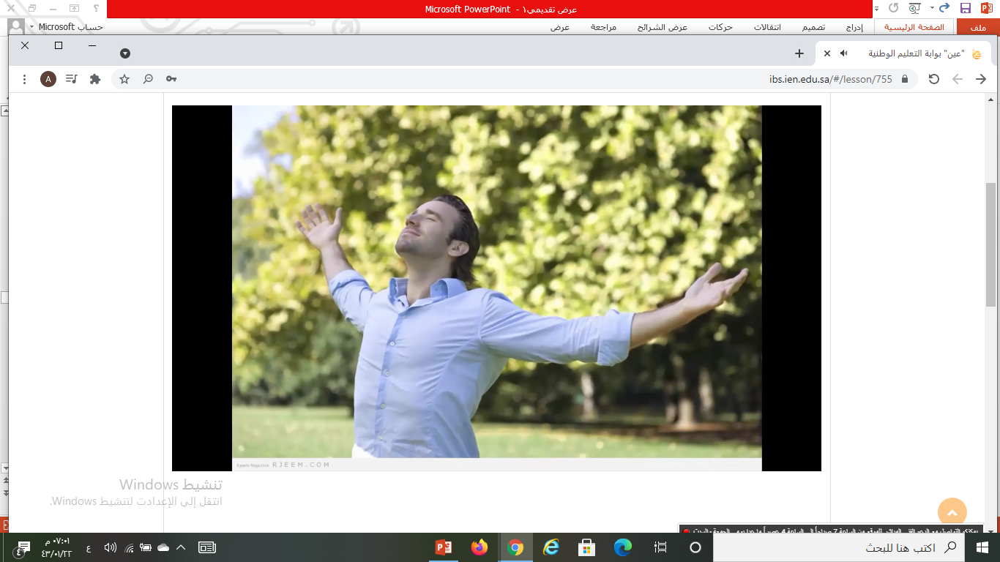 عرض تقديمي١ - Microsoft PowerPoint
ملف
الصفحة الرئيسية
إدراج
تصميم
انتقالات
حركات
عرض الشرائح
مراجعة
عرض
حساب Microsoft
"عين" بوابة التعليم الوطنية
ibs.ien.edu.sa/#/lesson/755
A
RJEEM.COM
تنشيط Windows
انتقل إلى الإعدادت لتنشيط Windows.
اكتب هنا للبحث
ع
٠٧:٠١ م
٤٣/٠١/٢٢
٤